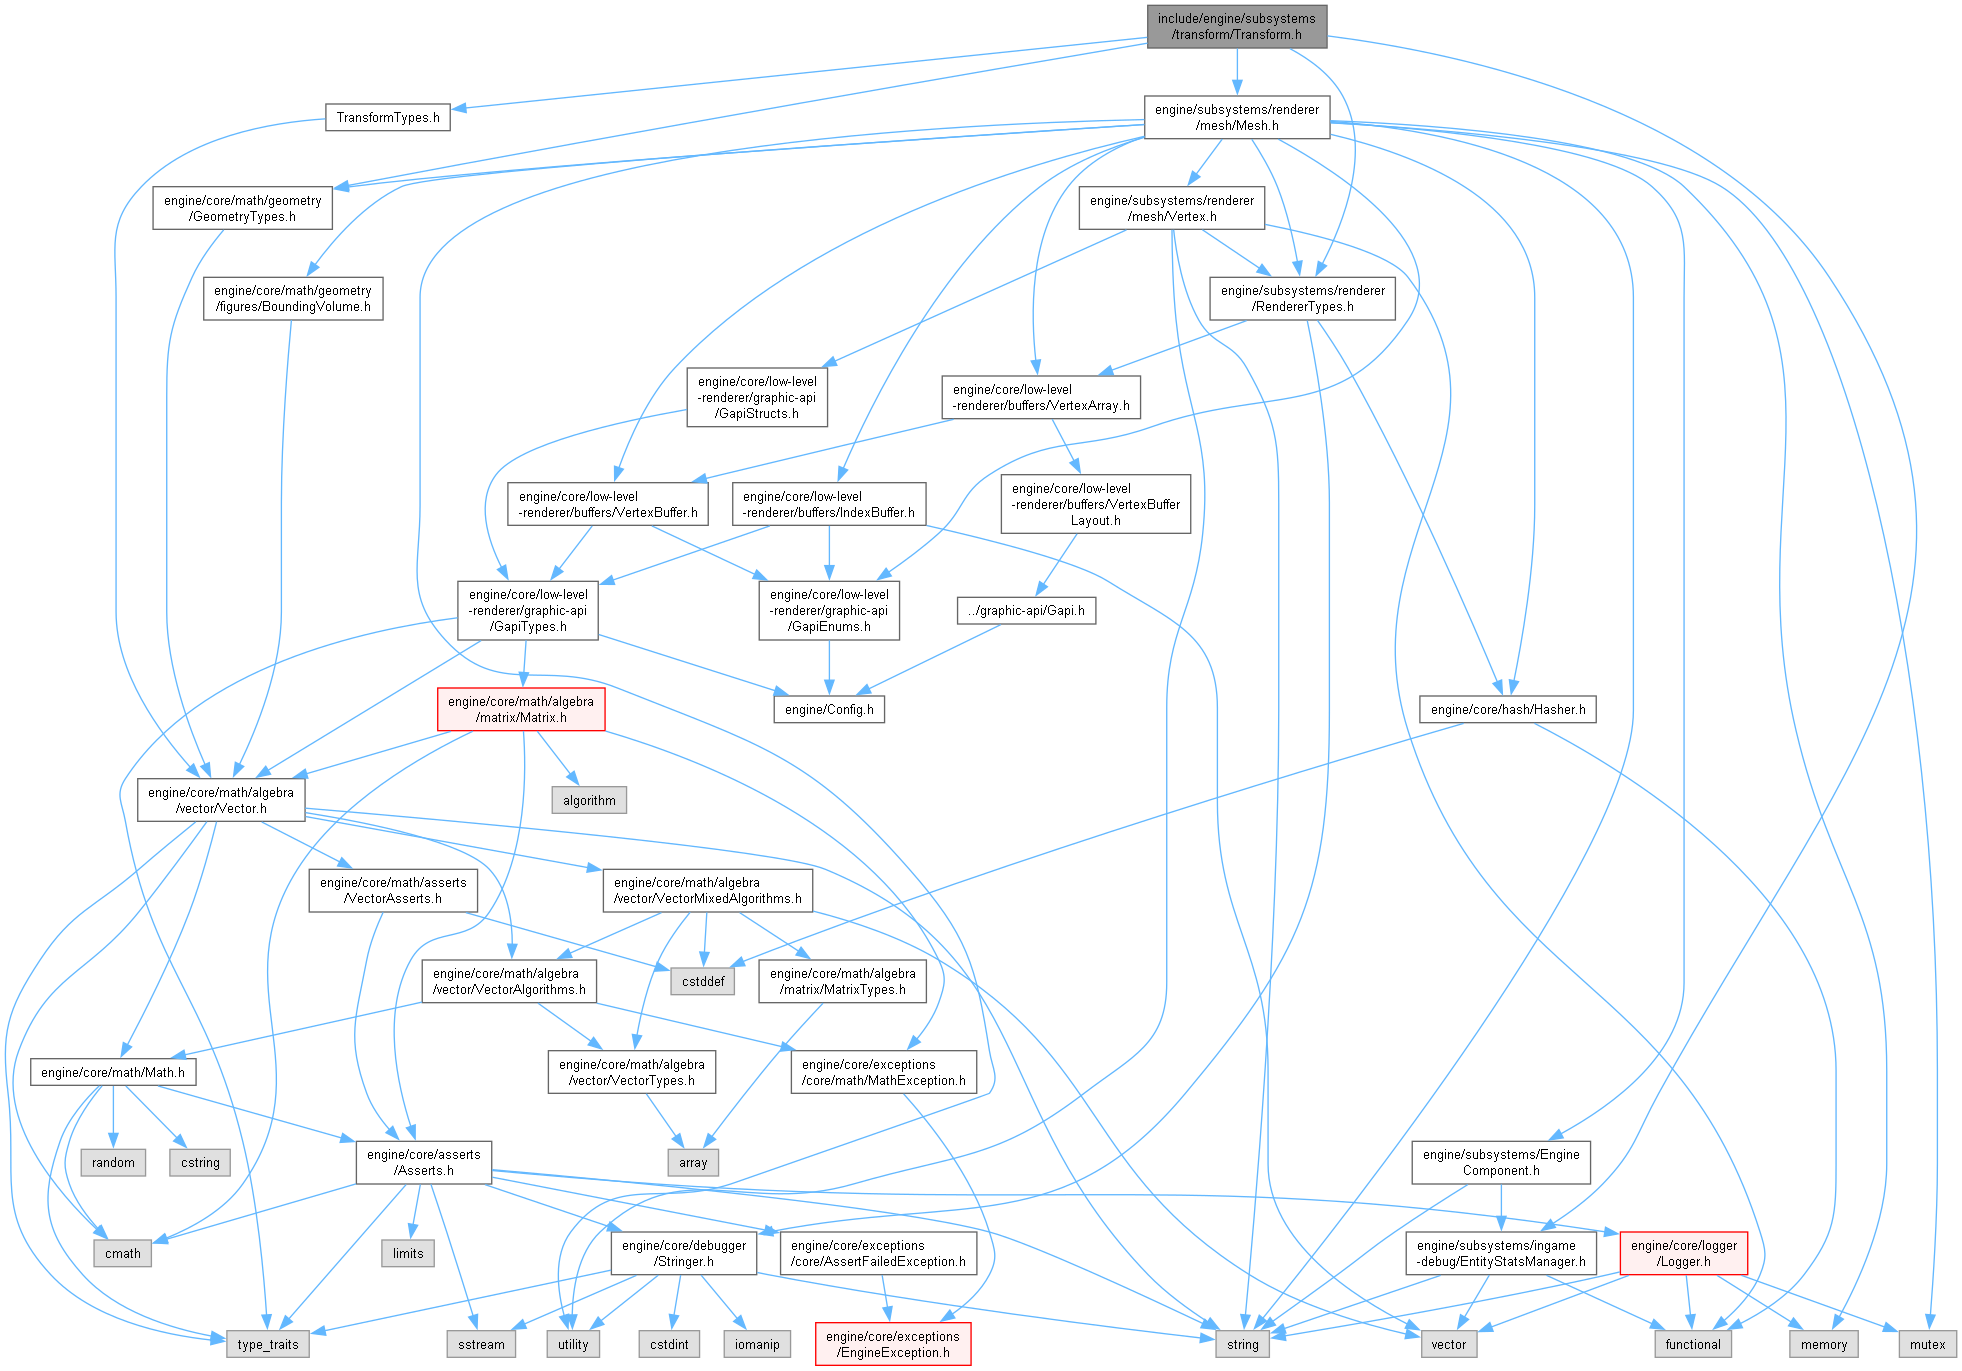 include/engine/subsystems
/transform/Transform.h
engine/subsystems/renderer
/mesh/Mesh.h
TransformTypes.h
engine/core/math/geometry
/GeometryTypes.h
engine/subsystems/renderer
/mesh/Vertex.h
engine/core/math/geometry
/figures/BoundingVolume.h
engine/subsystems/renderer
/RendererTypes.h
engine/core/low-level
-renderer/graphic-api
/GapiStructs.h
engine/core/low-level
-renderer/buffers/VertexArray.h
engine/core/low-level
-renderer/buffers/VertexBuffer.h
engine/core/low-level
-renderer/buffers/IndexBuffer.h
engine/core/low-level
-renderer/buffers/VertexBuffer
Layout.h
engine/core/low-level
-renderer/graphic-api
/GapiTypes.h
engine/core/low-level
-renderer/graphic-api
/GapiEnums.h
../graphic-api/Gapi.h
engine/core/math/algebra
/matrix/Matrix.h
engine/Config.h
engine/core/hash/Hasher.h
engine/core/math/algebra
/vector/Vector.h
algorithm
engine/core/math/asserts
/VectorAsserts.h
engine/core/math/algebra
/vector/VectorMixedAlgorithms.h
engine/core/math/algebra
/vector/VectorAlgorithms.h
cstddef
engine/core/math/algebra
/matrix/MatrixTypes.h
engine/core/math/Math.h
engine/core/math/algebra
/vector/VectorTypes.h
engine/core/exceptions
/core/math/MathException.h
random
cstring
engine/core/asserts
/Asserts.h
array
engine/subsystems/Engine
Component.h
cmath
limits
engine/core/debugger
/Stringer.h
engine/core/exceptions
/core/AssertFailedException.h
engine/subsystems/ingame
-debug/EntityStatsManager.h
engine/core/logger
/Logger.h
type_traits
sstream
utility
cstdint
iomanip
engine/core/exceptions
/EngineException.h
string
vector
functional
memory
mutex